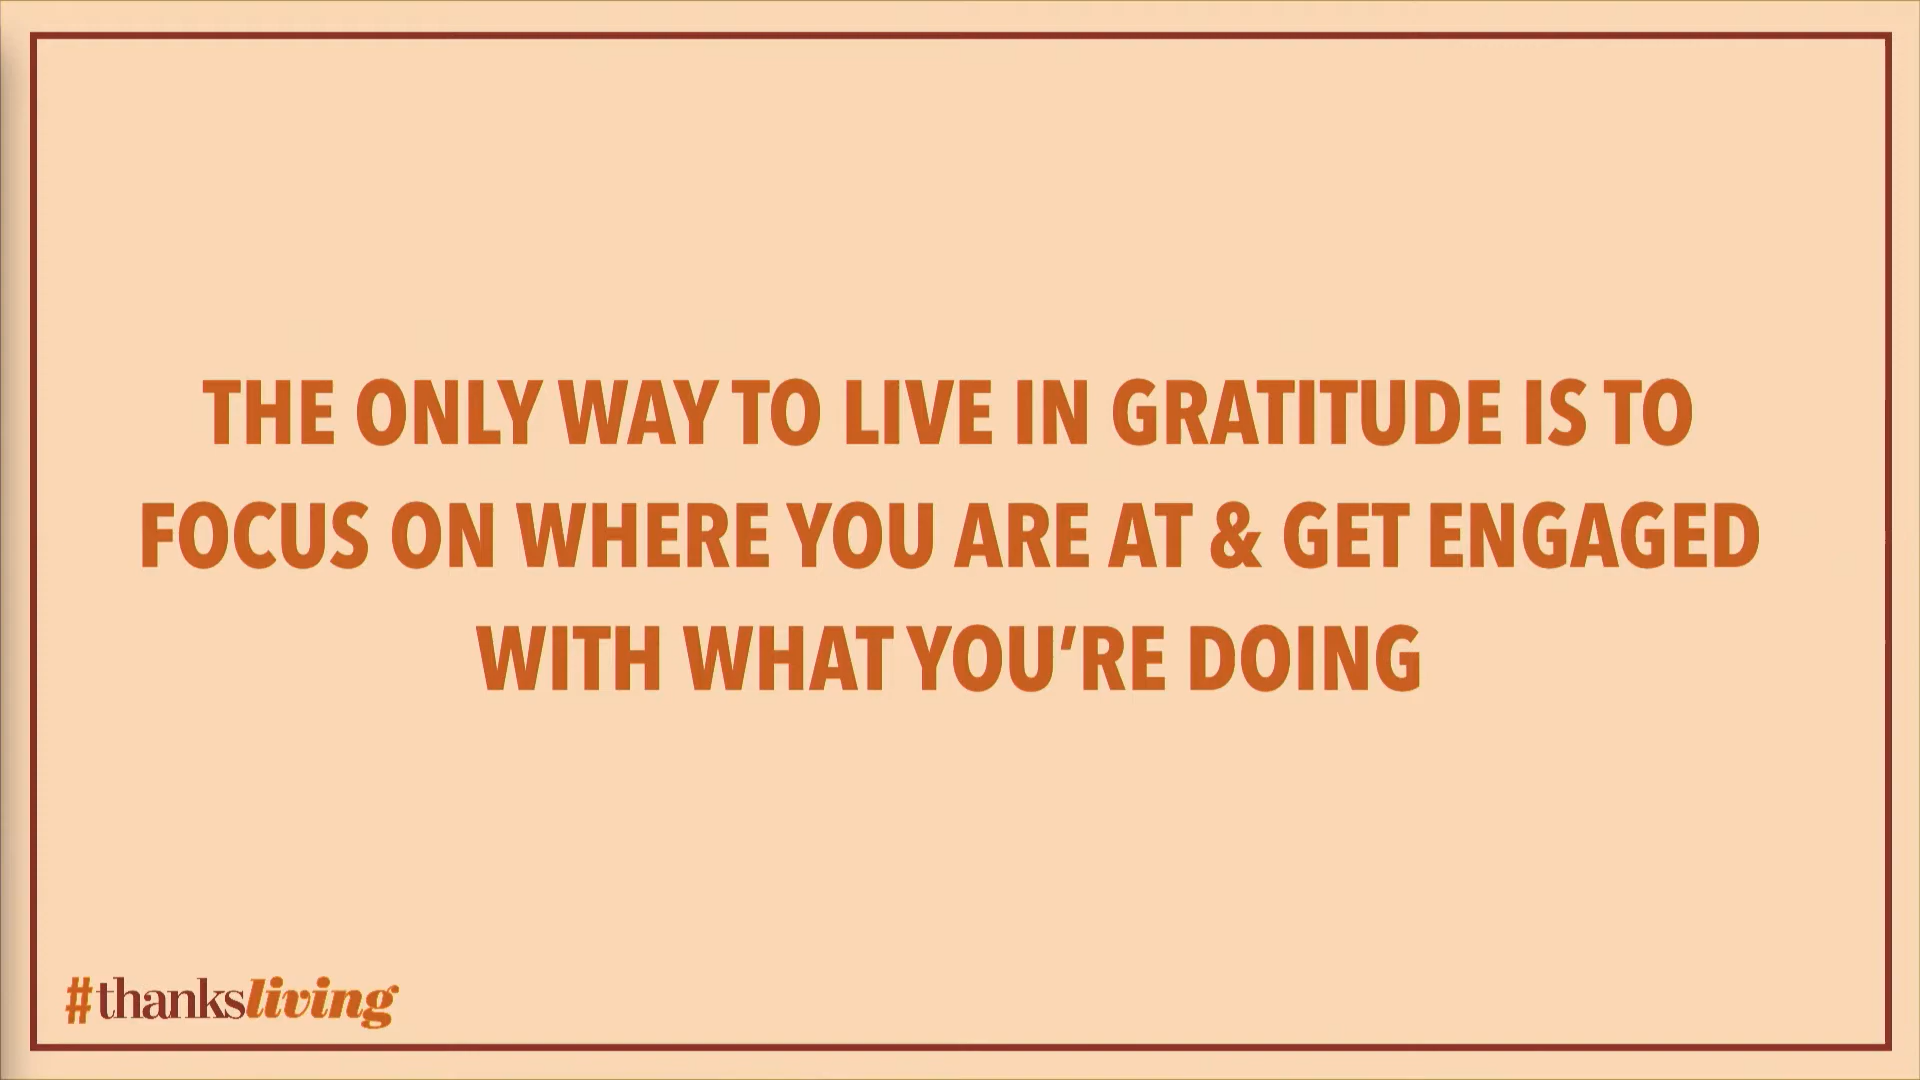 THE ONLY WAY TO LIVE IN GRATITUDE IS TO
FOCUS ON WHERE YOU ARE AT & GET ENGAGED
WITH WHAT YOU’RE DOING
#thanksliving